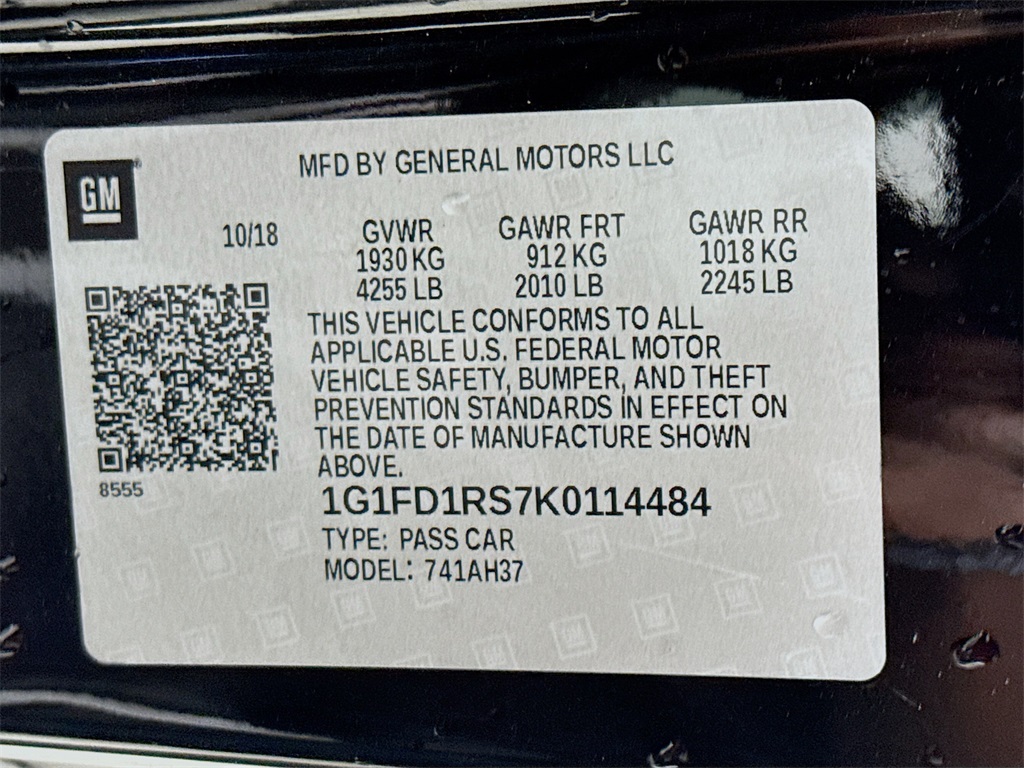 MFD BY GENERAL MOTORS LLC
GM
10/18 GVWR GAWR FRT GAWR RR
1930 KG 912 KG 1018 KG
4255 LB 2010 LB 2245 LB
THIS VEHICLE CONFORMS TO ALL
APPLICABLE U.S. FEDERAL MOTOR
VEHICLE SAFETY, BUMPER, AND THEFT
PREVENTION STANDARDS IN EFFECT ON
THE DATE OF MANUFACTURE SHOWN
ABOVE.
8555
1G1FD1RS7K0114484
TYPE: PASS CAR
MODEL: 741AH37